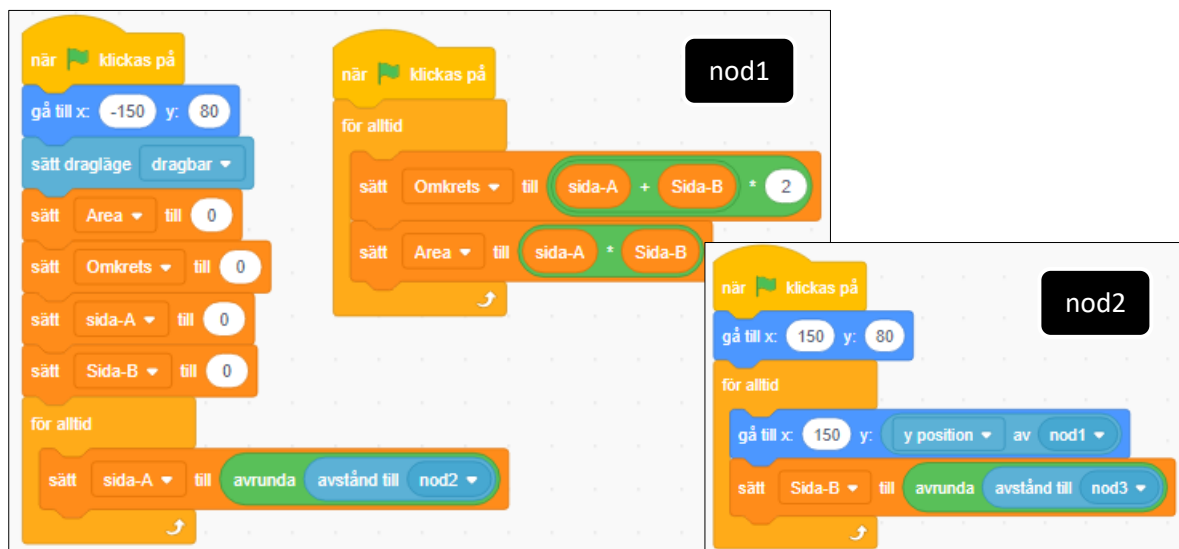 när klickas på
gå till x: -150 y: 80
sätt dragläge dragbar
sätt Area till 0
sätt Omkrets till 0
sätt sida-A till 0
sätt Sida-B till 0
för alltid
sätt sida-A till avrunda avstånd till nod2
nod1
när klickas på
för alltid
sätt Omkrets till sida-A + Sida-B * 2
sätt Area till sida-A * Sida-B
nod2
när klickas på
gå till x: 150 y: 80
för alltid
gå till x: 150 y: y position av nod1
sätt Sida-B till avrunda avstånd till nod3